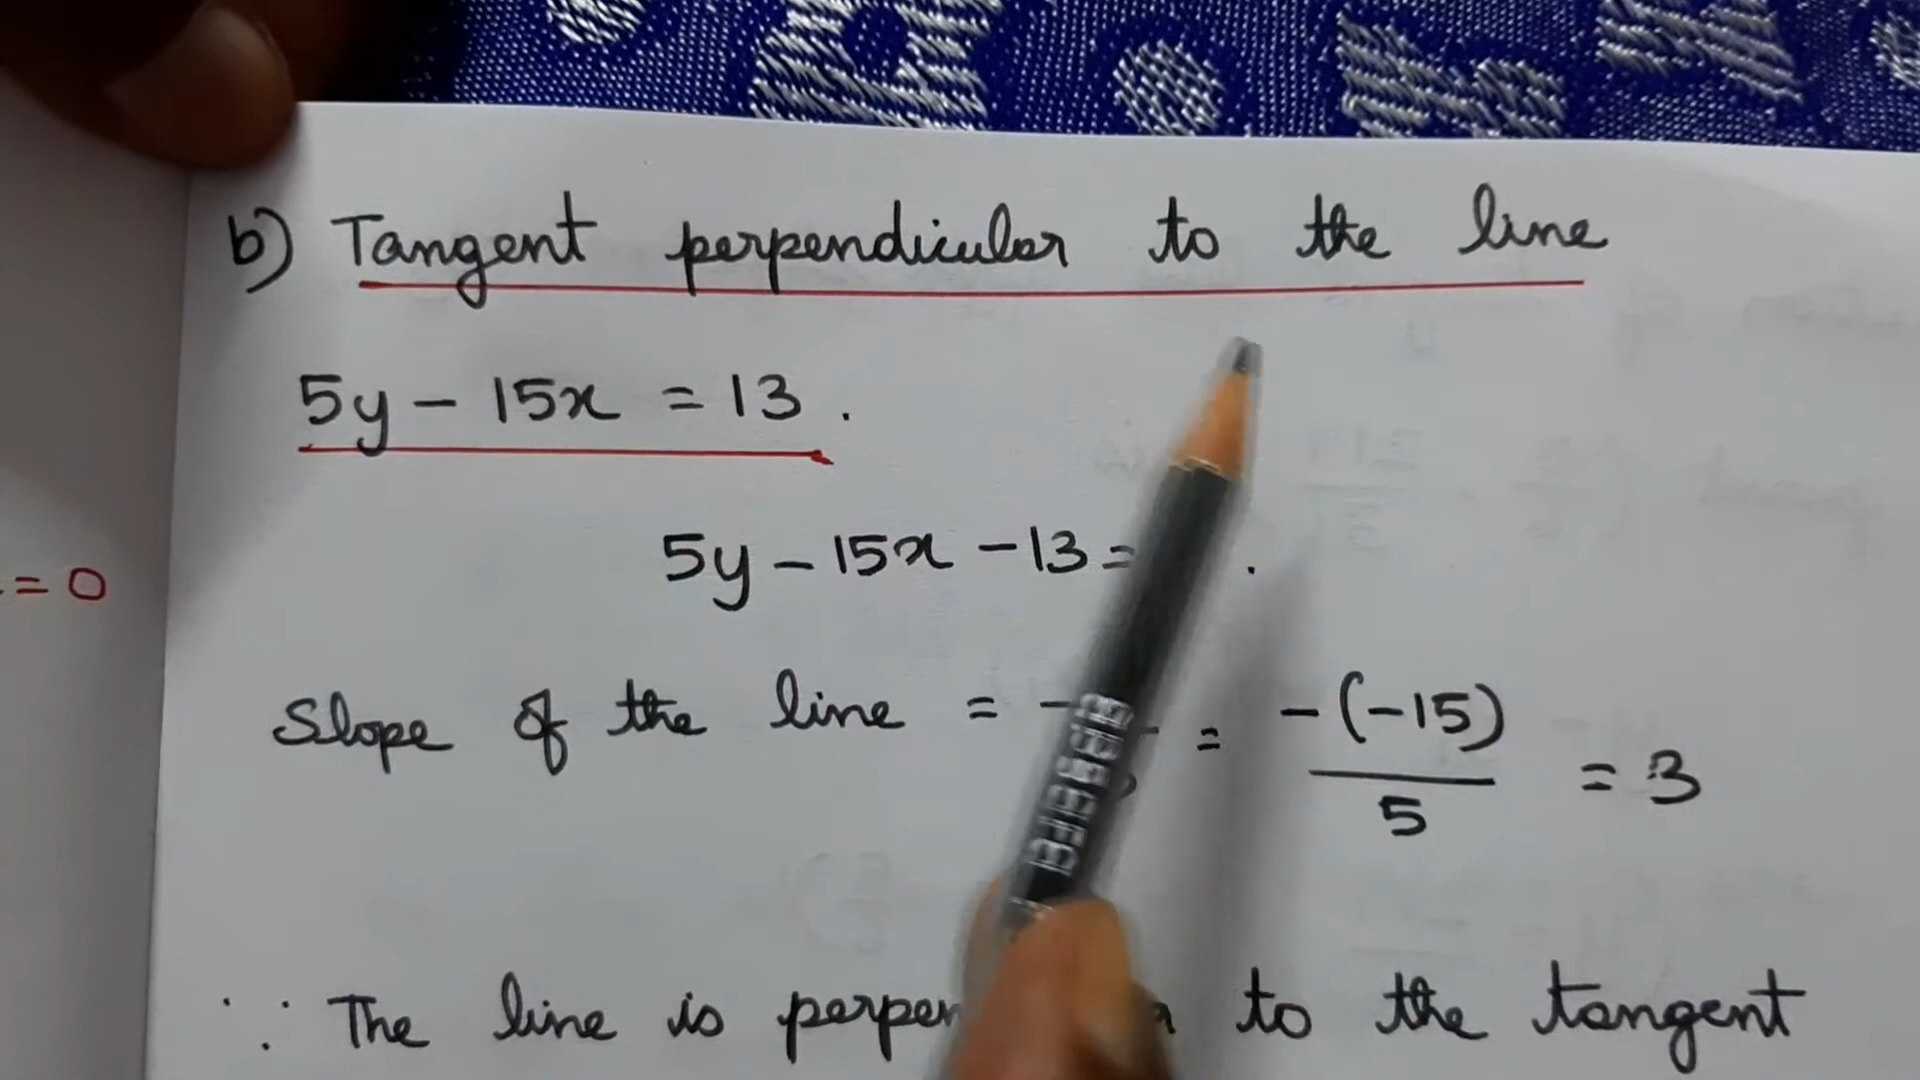 b) Tangent perpendicular to the line
5y - 15x = 13 .
5y - 15x - 13 = .
= 0
Slope of the line = - = -(-15)/5 = 3
∵ The line is to the tangent